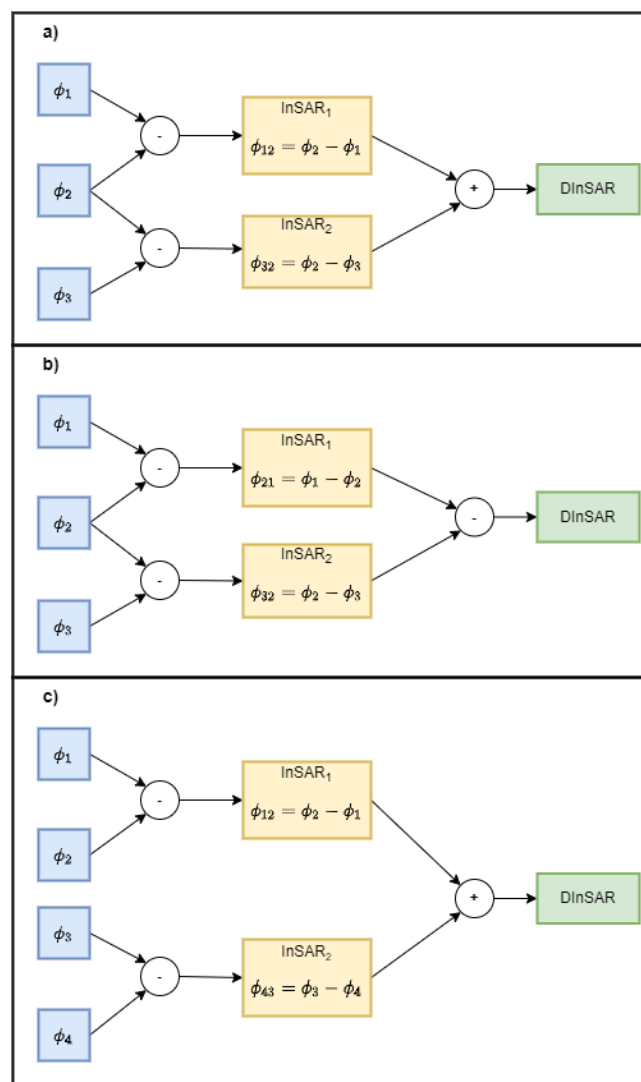 a)
ϕ₁
ϕ₂
ϕ₃
-
-
InSAR₁
ϕ₁₂ = ϕ₂ − ϕ₁
InSAR₂
ϕ₃₂ = ϕ₂ − ϕ₃
+
DInSAR
b)
ϕ₁
ϕ₂
ϕ₃
-
-
InSAR₁
ϕ₂₁ = ϕ₁ − ϕ₂
InSAR₂
ϕ₃₂ = ϕ₂ − ϕ₃
-
DInSAR
c)
ϕ₁
ϕ₂
ϕ₃
ϕ₄
-
-
InSAR₁
ϕ₁₂ = ϕ₂ − ϕ₁
InSAR₂
ϕ₄₃ = ϕ₃ − ϕ₄
+
DInSAR